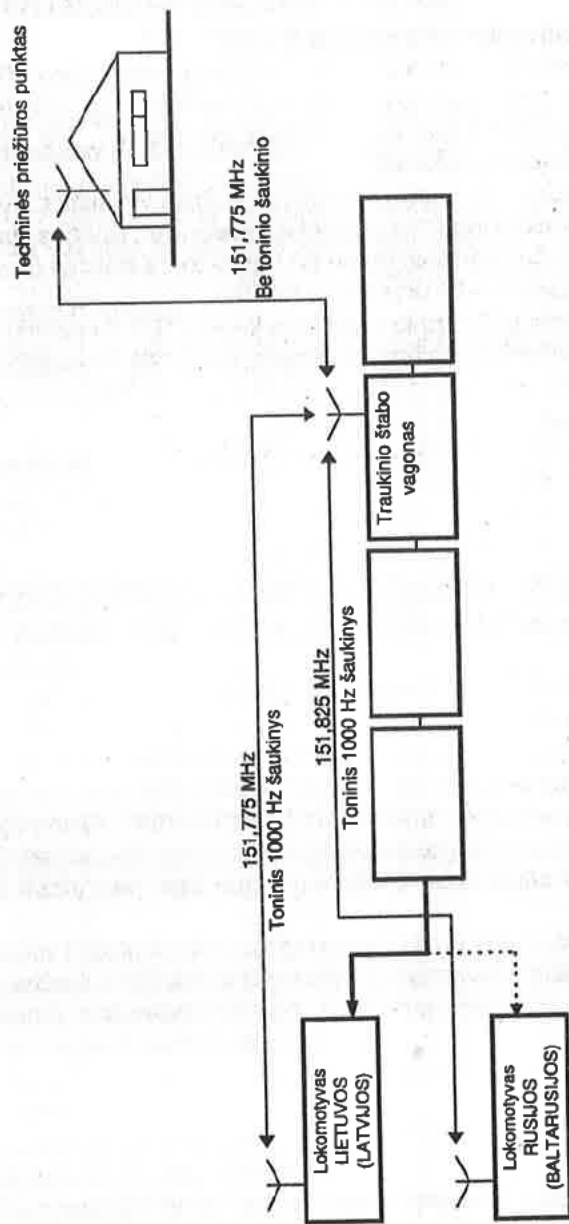 Techninės priežiūros punktas
151,775 MHz
Be toninio šaukinio
151,775 MHz
Toninis 1000 Hz šaukinys
151,825 MHz
Toninis 1000 Hz šaukinys
Traukinio štabo
vagonas
Lokomotyvas
LIETUVOS
(LATVIJOS)
Lokomotyvas
RUSIJOS
(BALTARUSIJOS)